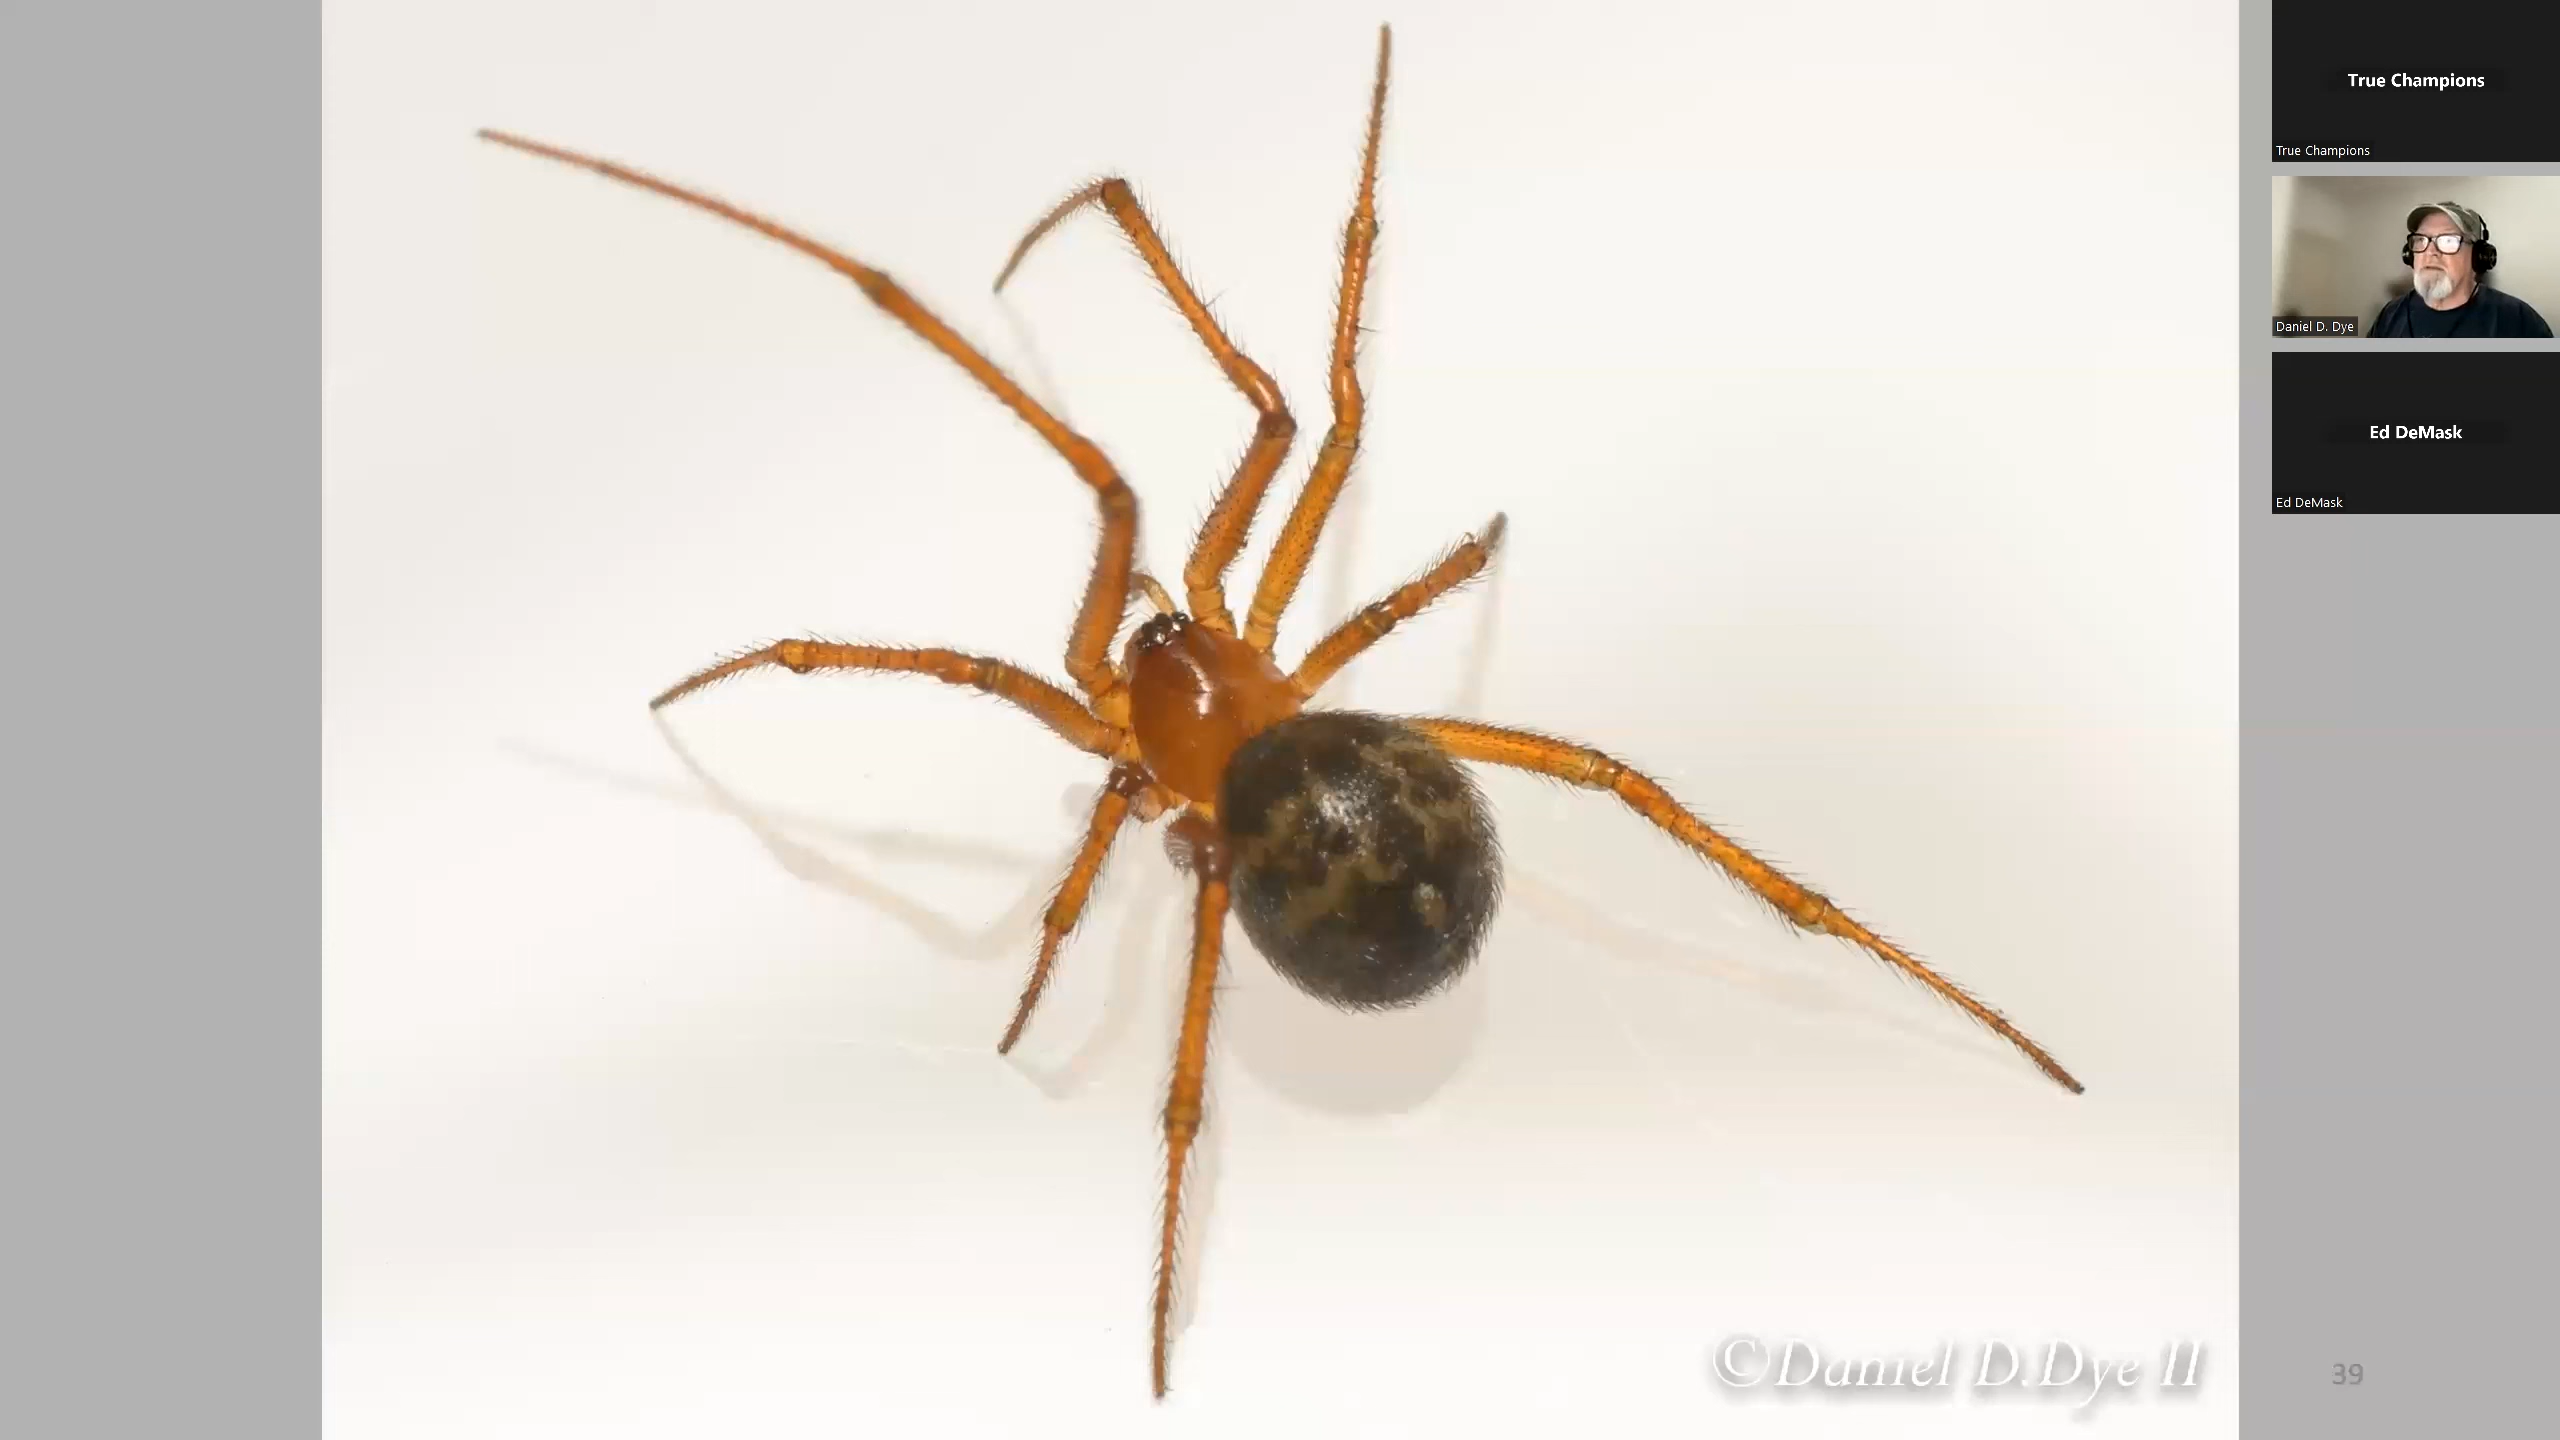 True Champions
True Champions
Daniel D. Dye
Ed DeMask
Ed DeMask
©Daniel D.Dye II
39